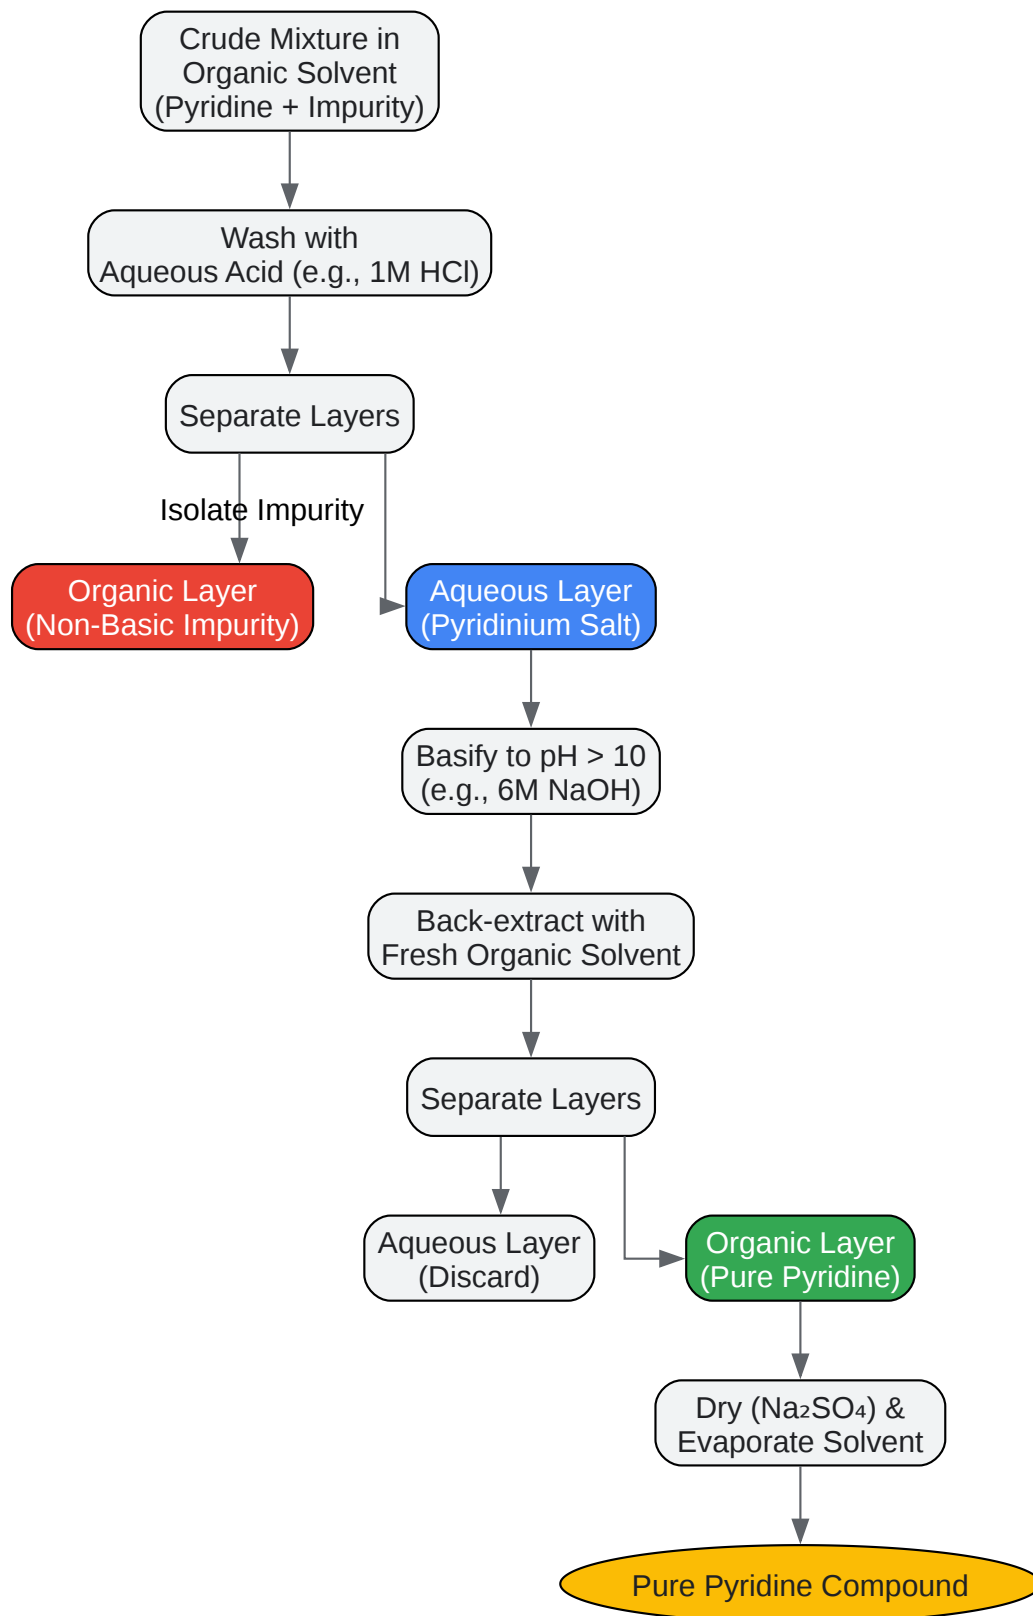 Crude Mixture in
Organic Solvent
(Pyridine + Impurity)
Wash with
Aqueous Acid (e.g., 1M HCl)
Separate Layers
Isolate Impurity
Organic Layer
(Non-Basic Impurity)
Aqueous Layer
(Pyridinium Salt)
Basify to pH > 10
(e.g., 6M NaOH)
Back-extract with
Fresh Organic Solvent
Separate Layers
Aqueous Layer
(Discard)
Organic Layer
(Pure Pyridine)
Dry (Na₂SO₄) &
Evaporate Solvent
Pure Pyridine Compound